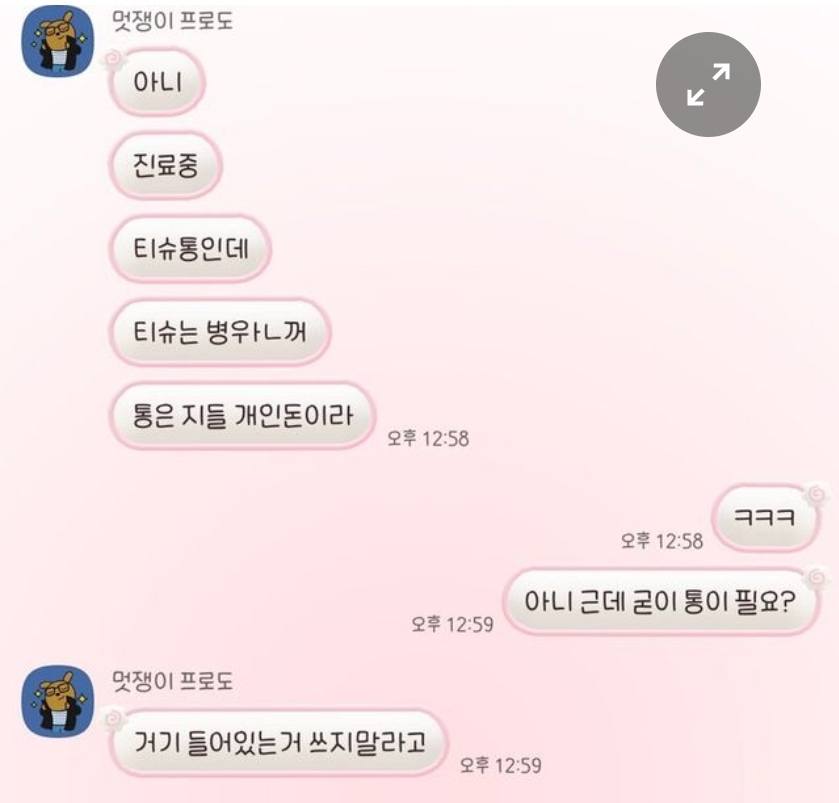 멋쟁이 프로도
아니
진료중
티슈통인데
티슈는 병우ㅏㄴ꺼
통은 지들 개인돈이라
오후 12:58
ㅋㅋㅋ
오후 12:58
아니 근데 굳이 통이 필요?
오후 12:59
멋쟁이 프로도
거기 들어있는거 쓰지말라고
오후 12:59